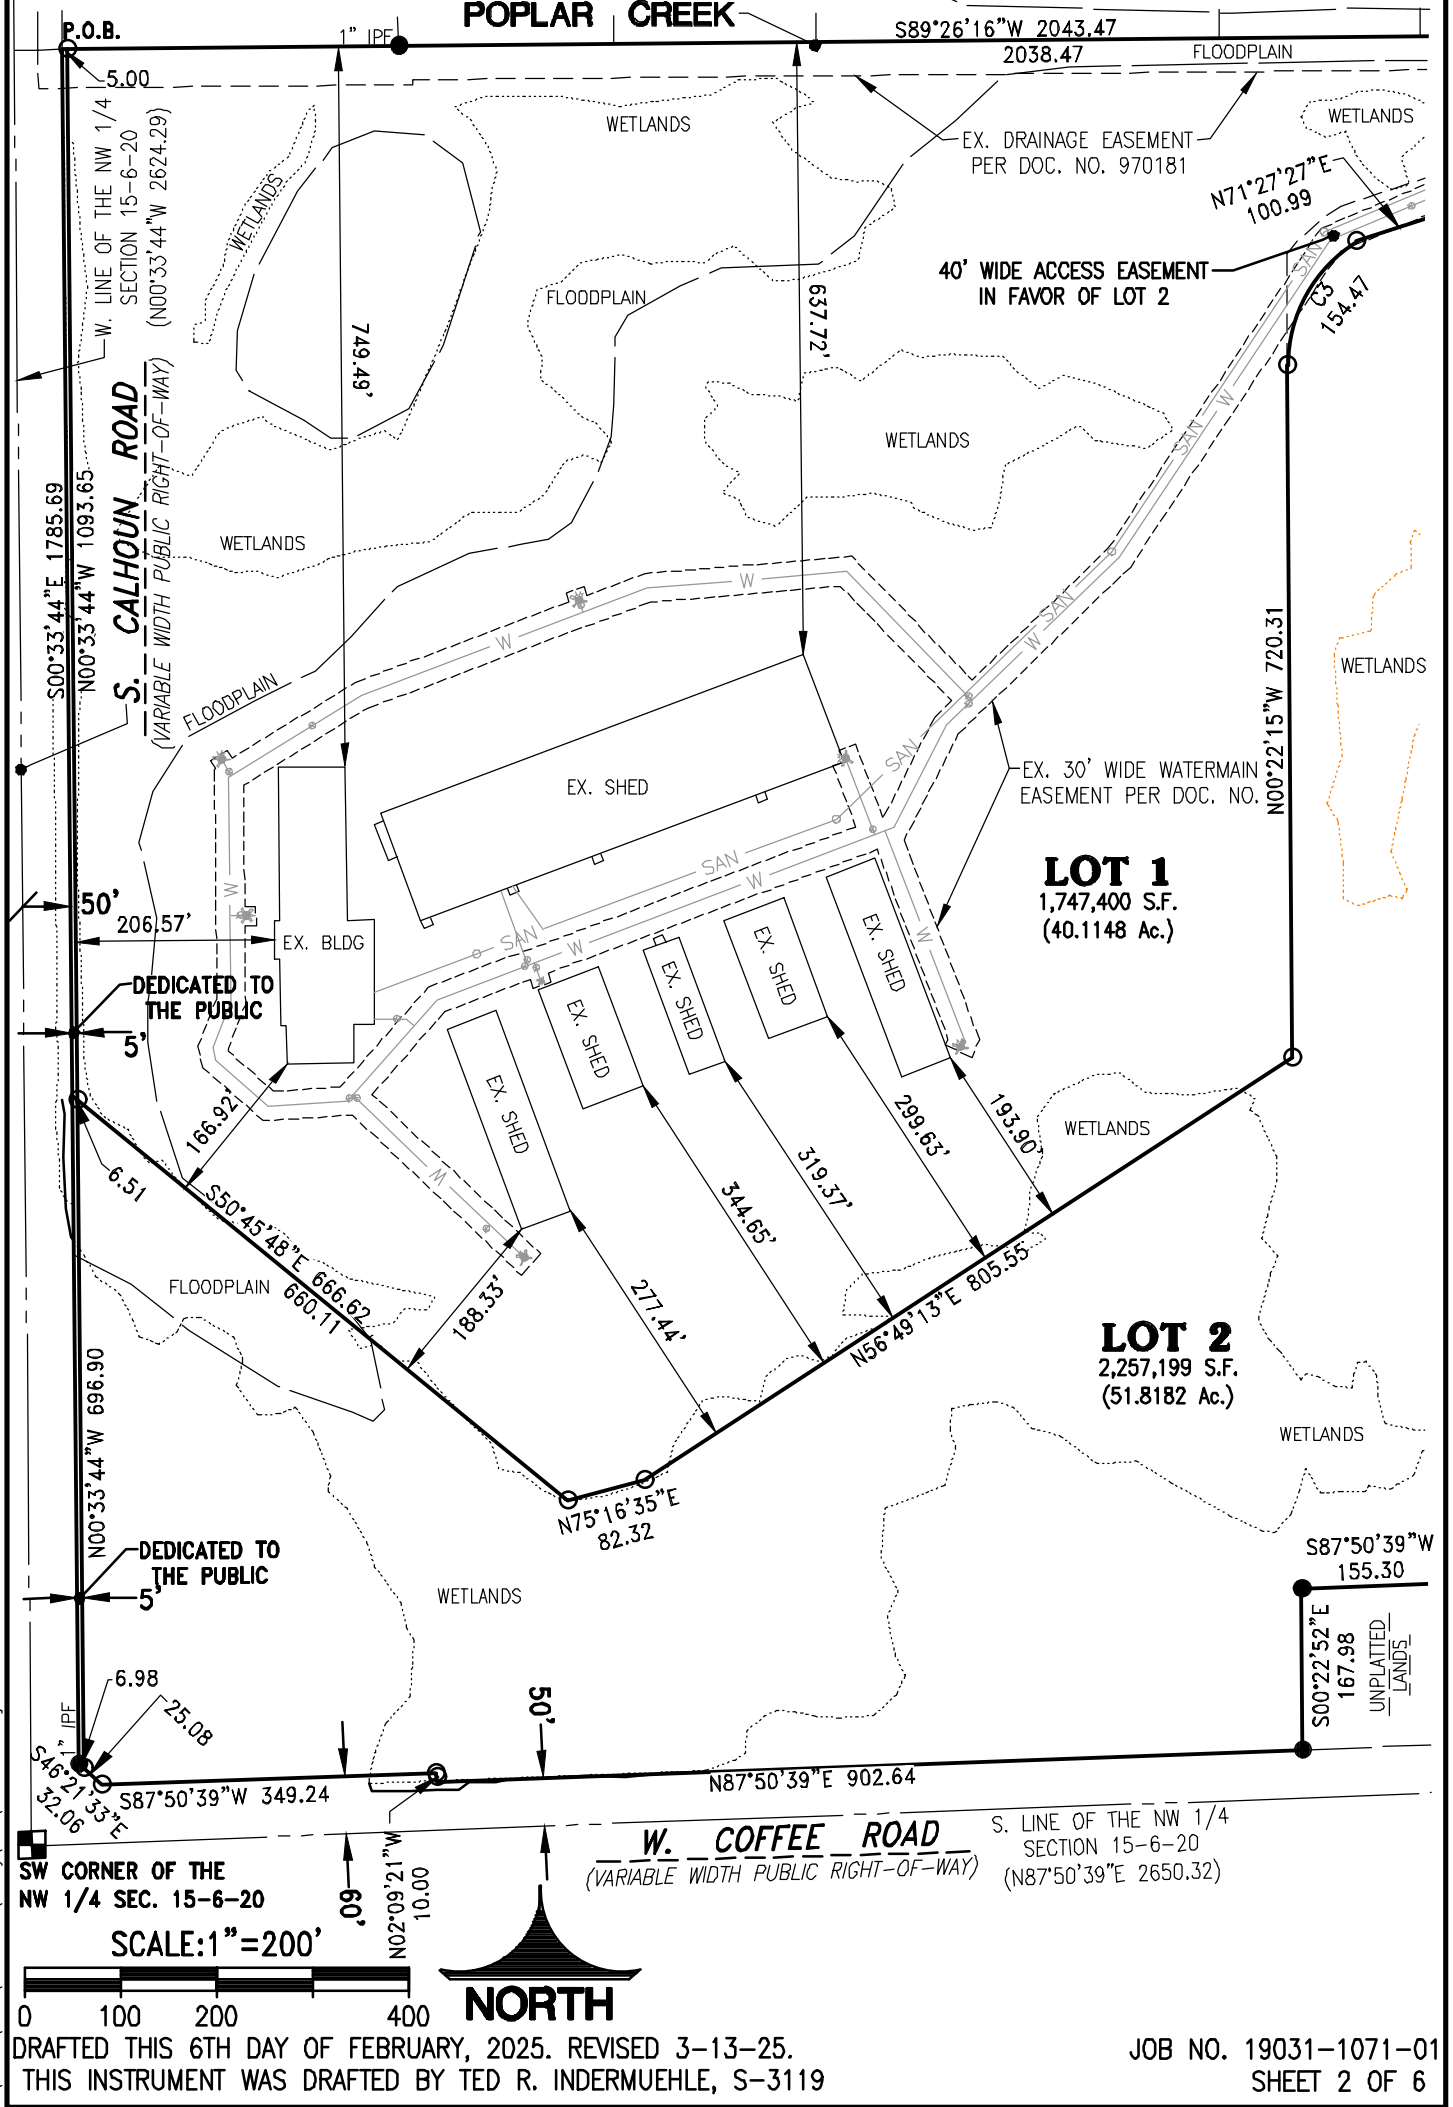 POPLAR CREEK
P.O.B.
1" IPF
S89°26'16"W 2043.47
2038.47
FLOODPLAIN
5.00
W. LINE OF THE NW 1/4
SECTION 15-6-20
(N00°33'44"W 2624.29)
WETLANDS
WETLANDS
WETLANDS
EX. DRAINAGE EASEMENT
PER DOC. NO. 970181
N71°27'27"E
100.99
40' WIDE ACCESS EASEMENT
IN FAVOR OF LOT 2
C3
154.47
FLOODPLAIN
749.49'
637.72'
S. CALHOUN ROAD
(VARIABLE WIDTH PUBLIC RIGHT-OF-WAY)
S00°33'44"E 1785.69
N00°33'44"W 1093.65
WETLANDS
WETLANDS
SAN
W
SAN
W
W
SAN
W
W
FLOODPLAIN
N00°22'15"W 720.31
WETLANDS
SAN
EX. SHED
EX. 30' WIDE WATERMAIN
EASEMENT PER DOC. NO.
LOT 1
1,747,400 S.F.
(40.1148 Ac.)
SAN
W
W
50'
206.57'
EX. BLDG
SAN
W
W
EX. SHED
EX. SHED
EX. SHED
EX. SHED
EX. SHED
DEDICATED TO
THE PUBLIC
5'
166.92'
6.51
W
S50°45'48"E 666.62
660.11
188.33'
277.44'
344.65'
319.37'
299.63'
193.90'
WETLANDS
FLOODPLAIN
N56°49'13"E 805.55
LOT 2
2,257,199 S.F.
(51.8182 Ac.)
WETLANDS
N00°33'44"W 696.90
N75°16'35"E
82.32
DEDICATED TO
THE PUBLIC
5'
WETLANDS
S87°50'39"W
155.30
S00°22'52"E
167.98
UNPLATTED
LANDS
6.98
25.08
1" IPF
S46°21'33"E
32.06
S87°50'39"W 349.24
50'
N87°50'39"E 902.64
60'
N02°09'21"W
10.00
W. COFFEE ROAD
(VARIABLE WIDTH PUBLIC RIGHT-OF-WAY)
S. LINE OF THE NW 1/4
SECTION 15-6-20
(N87°50'39"E 2650.32)
SW CORNER OF THE
NW 1/4 SEC. 15-6-20
SCALE:1"=200'
0 100 200 400
NORTH
DRAFTED THIS 6TH DAY OF FEBRUARY, 2025. REVISED 3-13-25.
THIS INSTRUMENT WAS DRAFTED BY TED R. INDERMUEHLE, S-3119
JOB NO. 19031-1071-01
SHEET 2 OF 6